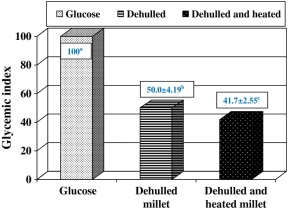 Glucose Dehulled Dehulled and heated
Glycemic index
100
80
60
40
20
0
100ᵃ
50.0±4.19ᵇ
41.7±2.55ᶜ
Glucose Dehulled Dehulled and
millet heated millet